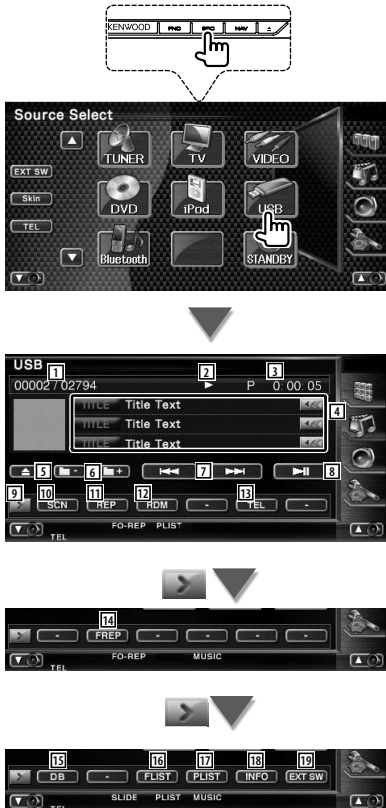 KENWOOD FNC SRC NAV
Source Select
TUNER TV VIDEO
EXT SW
Skin
DVD iPod USB
TEL
Bluetooth STANDBY
USB
1 2 3
00002 / 02794 P 0: 00: 05
TITLE Title Text
4
TITLE Title Text
TITLE Title Text
5 6 7 8
- +
9 10 11 12 13
SCN REP RDM - TEL -
FO-REP PLIST
TEL
14
- FREP - - - -
FO-REP MUSIC
TEL
15 16 17 18 19
DB - FLIST PLIST INFO EXT SW
SLIDE PLIST MUSIC
TEL